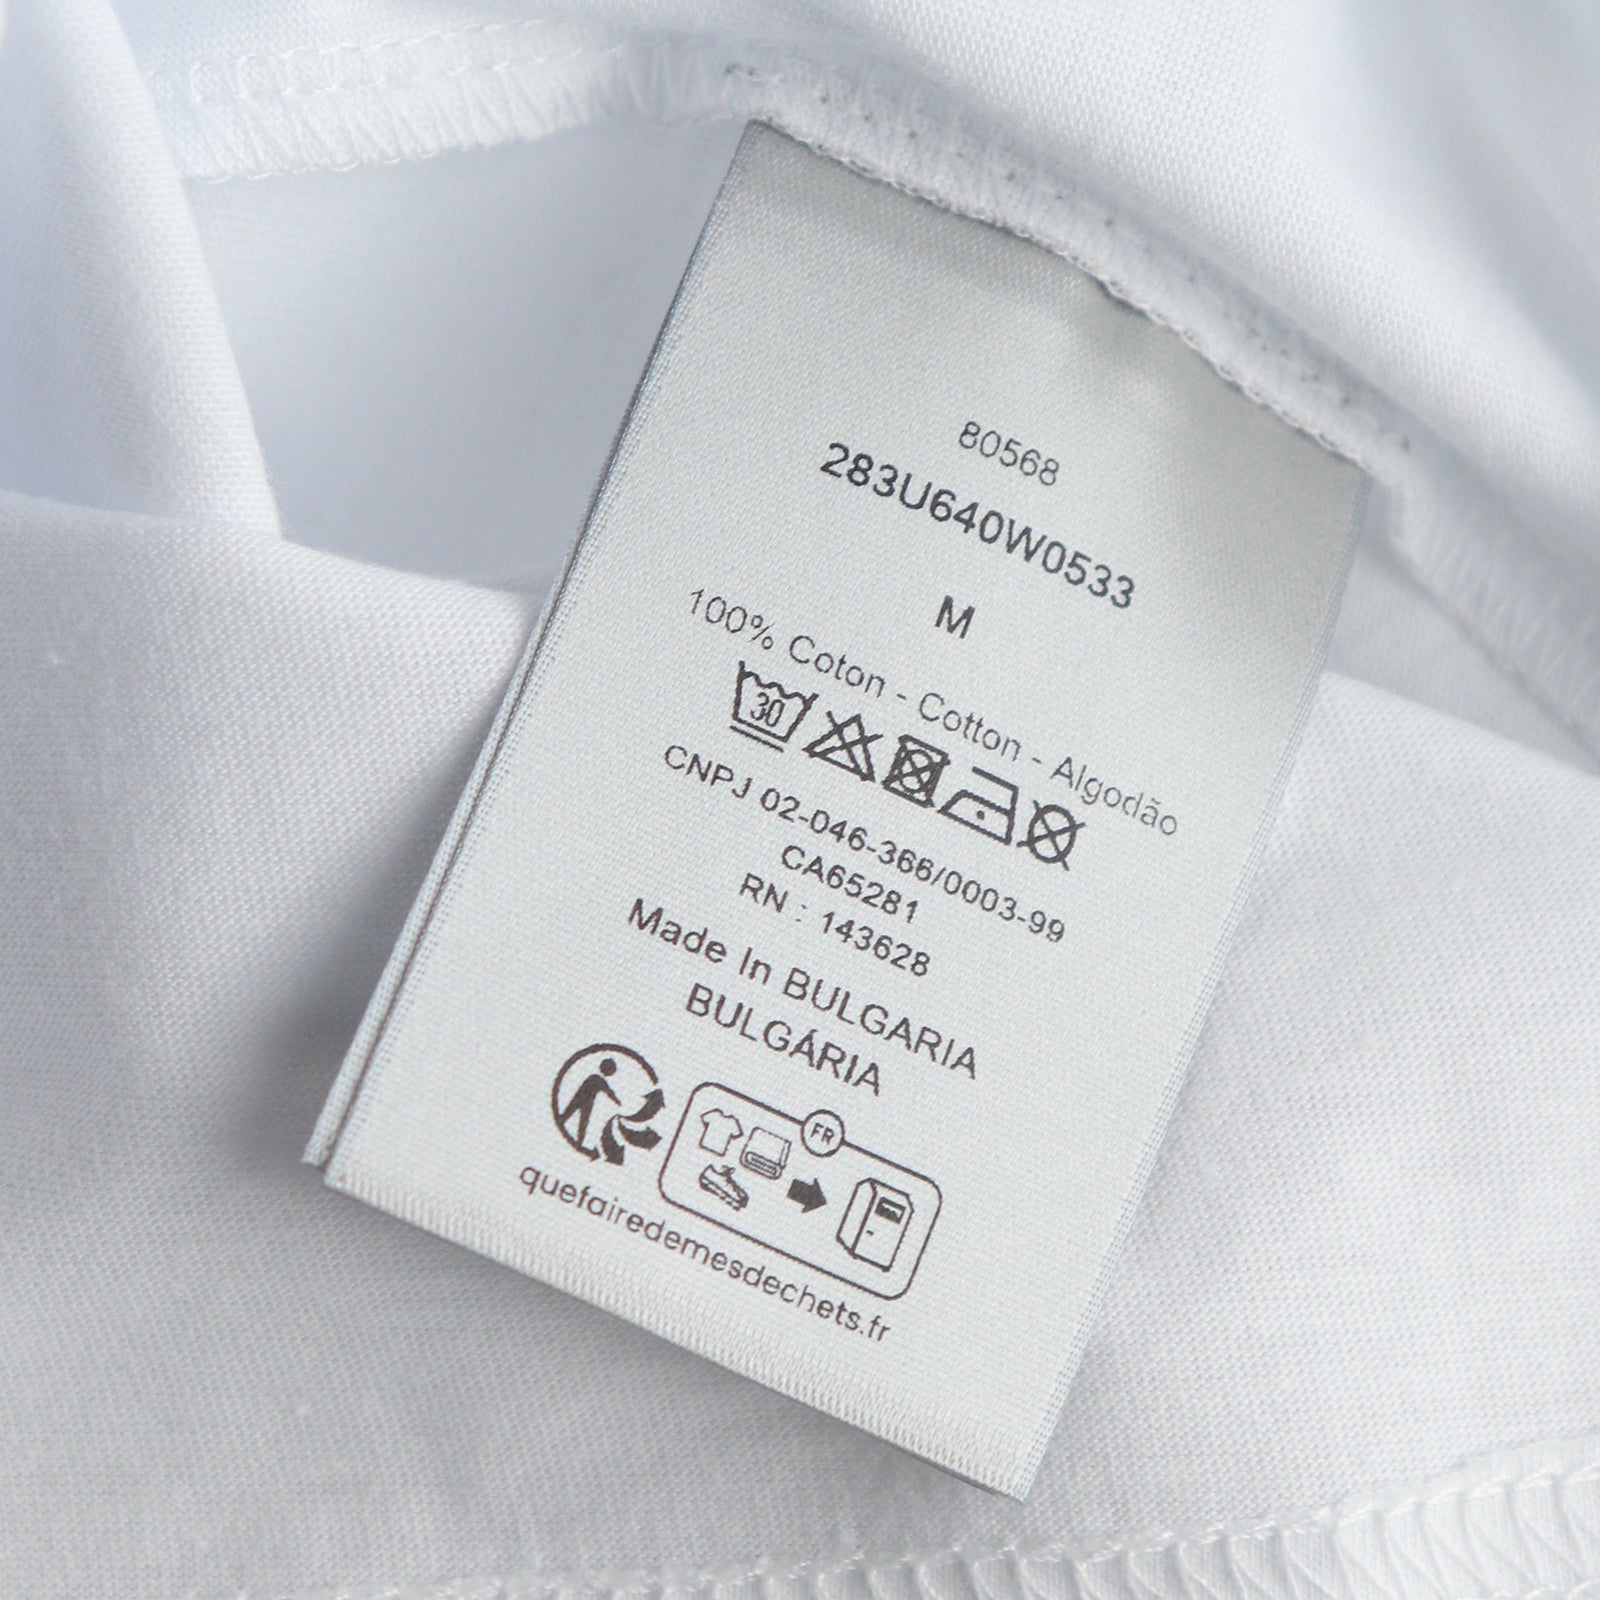 80568
283U640W0533
M
100% Coton - Cotton - Algodão
30
CNPJ 02-046-366/0003-99
CA65281
RN : 143628
Made In BULGARIA
BULGÁRIA
FR
quefairedemesdechets.fr